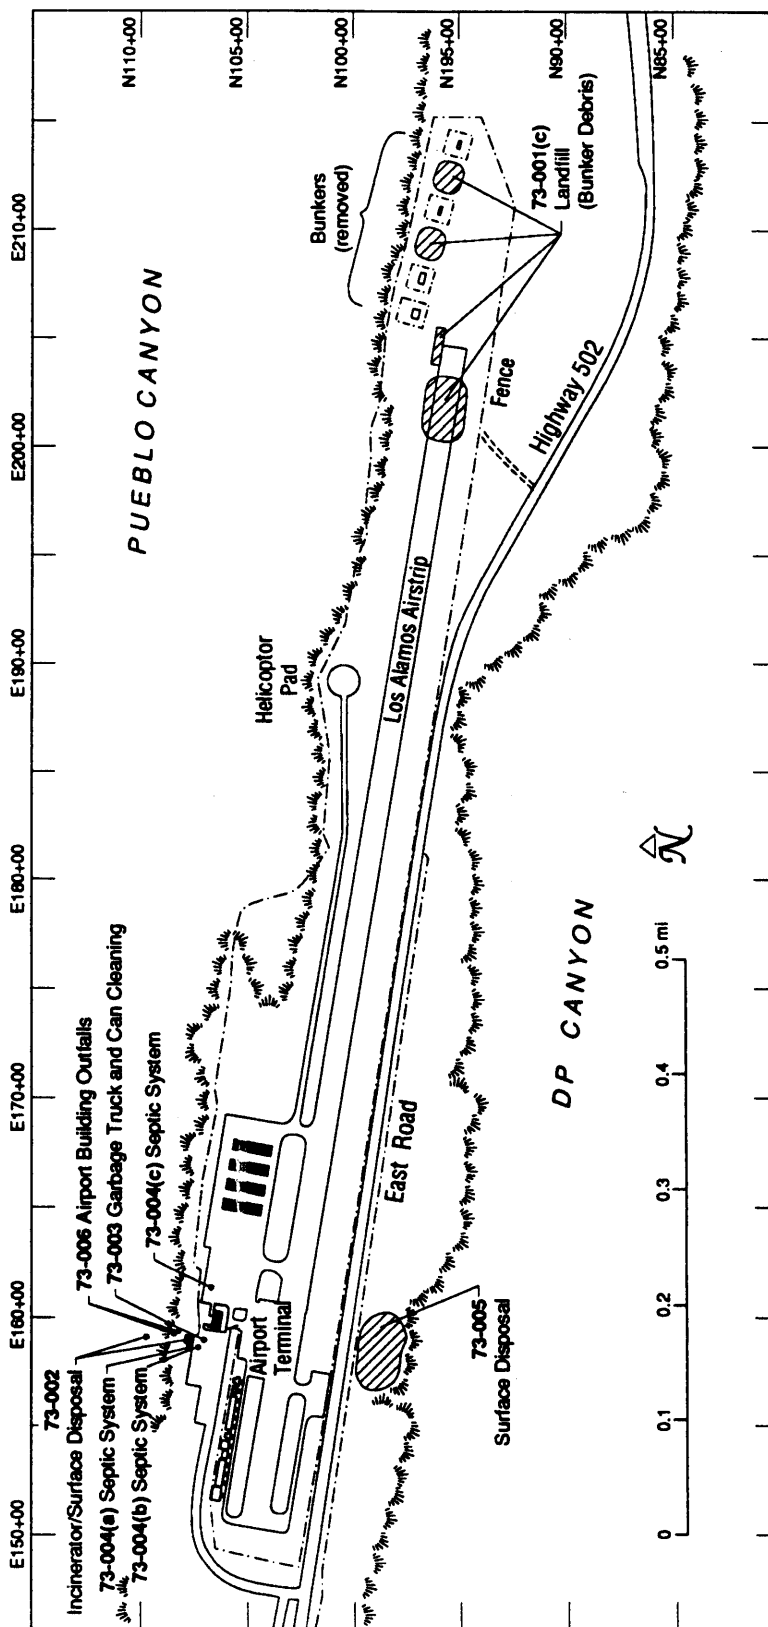 N110+00
N105+00
N100+00
N195+00
N90+00
N85+00
E210+00
E200+00
E190+00
E180+00
E170+00
E160+00
E150+00
PUEBLO CANYON
Bunkers
(removed)
73-001(c)
Landfill
(Bunker Debris)
Fence
Highway 502
Helicoptor
Pad
Los Alamos Airstrip
73-006 Airport Building Outfalls
73-003 Garbage Truck and Can Cleaning
73-004(c) Septic System
73-002
Incinerator/Surface Disposal
73-004(a) Septic System
73-004(b) Septic System
Airport
Terminal
East Road
73-005
Surface Disposal
DP CANYON
N
0
0.1
0.2
0.3
0.4
0.5 mi